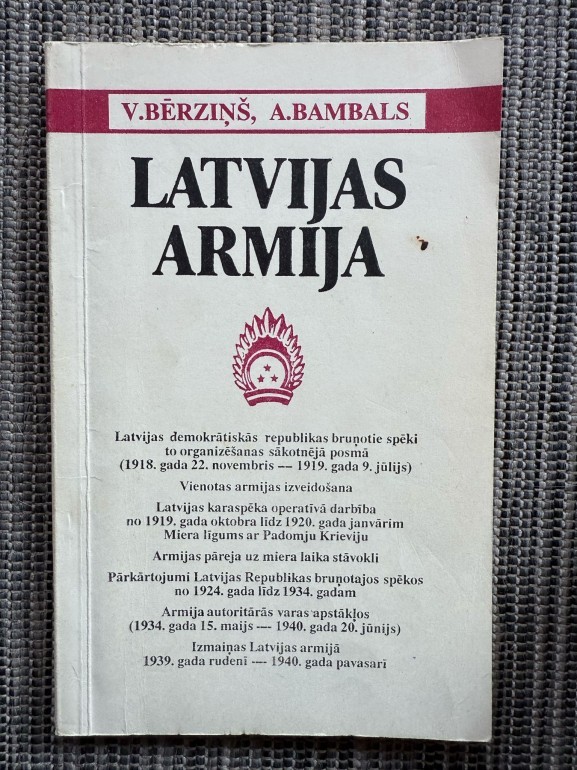 V.BĒRZIŅŠ, A.BAMBALS
LATVIJAS
ARMIJA
Latvijas demokrātiskās republikas bruņotie spēki
to organizēšanas sākotnējā posmā
(1918. gada 22. novembris — 1919. gada 9. jūlijs)
Vienotas armijas izveidošana
Latvijas karaspēka operatīvā darbība
no 1919. gada oktobra līdz 1920. gada janvārim
Miera līgums ar Padomju Krieviju
Armijas pāreja uz miera laika stāvokli
Pārkārtojumi Latvijas Republikas bruņotajos spēkos
no 1924. gada līdz 1934. gadam
Armija autoritārās varas apstākļos
(1934. gada 15. maijs — 1940. gada 20. jūnijs)
Izmaiņas Latvijas armijā
1939. gada rudenī — 1940. gada pavasarī